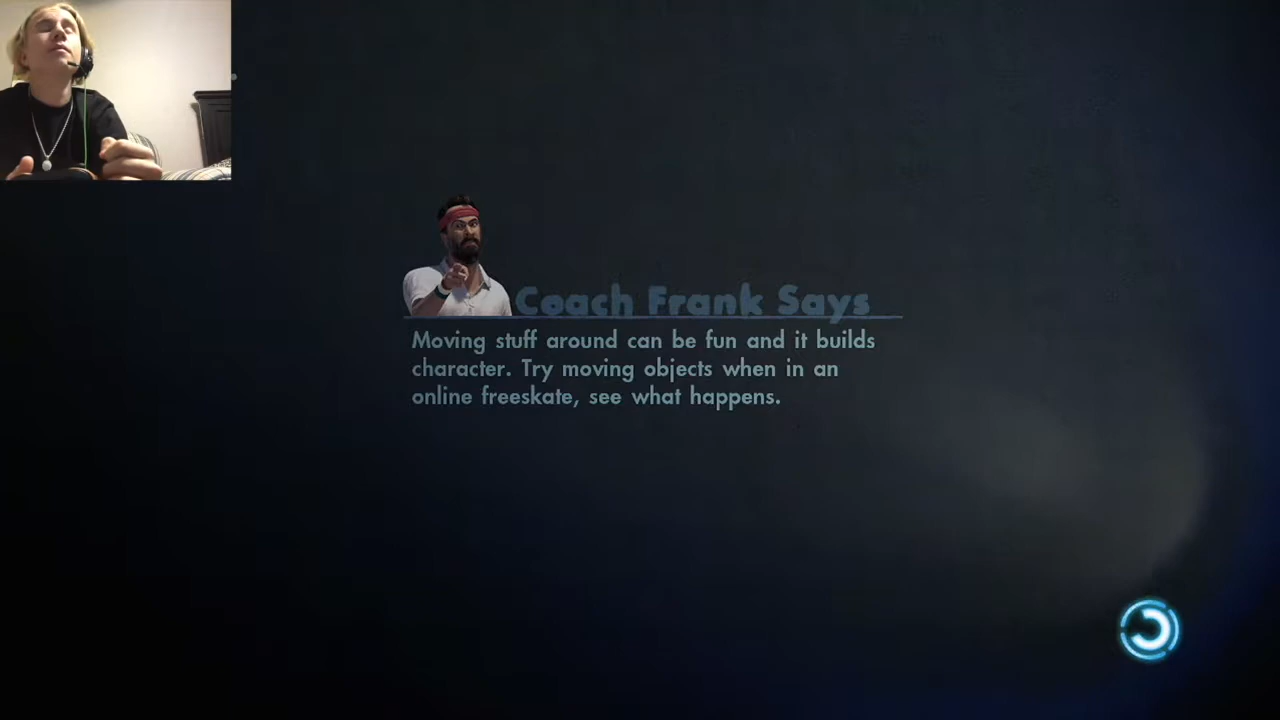 Coach Frank Says
Moving stuff around can be fun and it builds
character. Try moving objects when in an
online freeskate, see what happens.